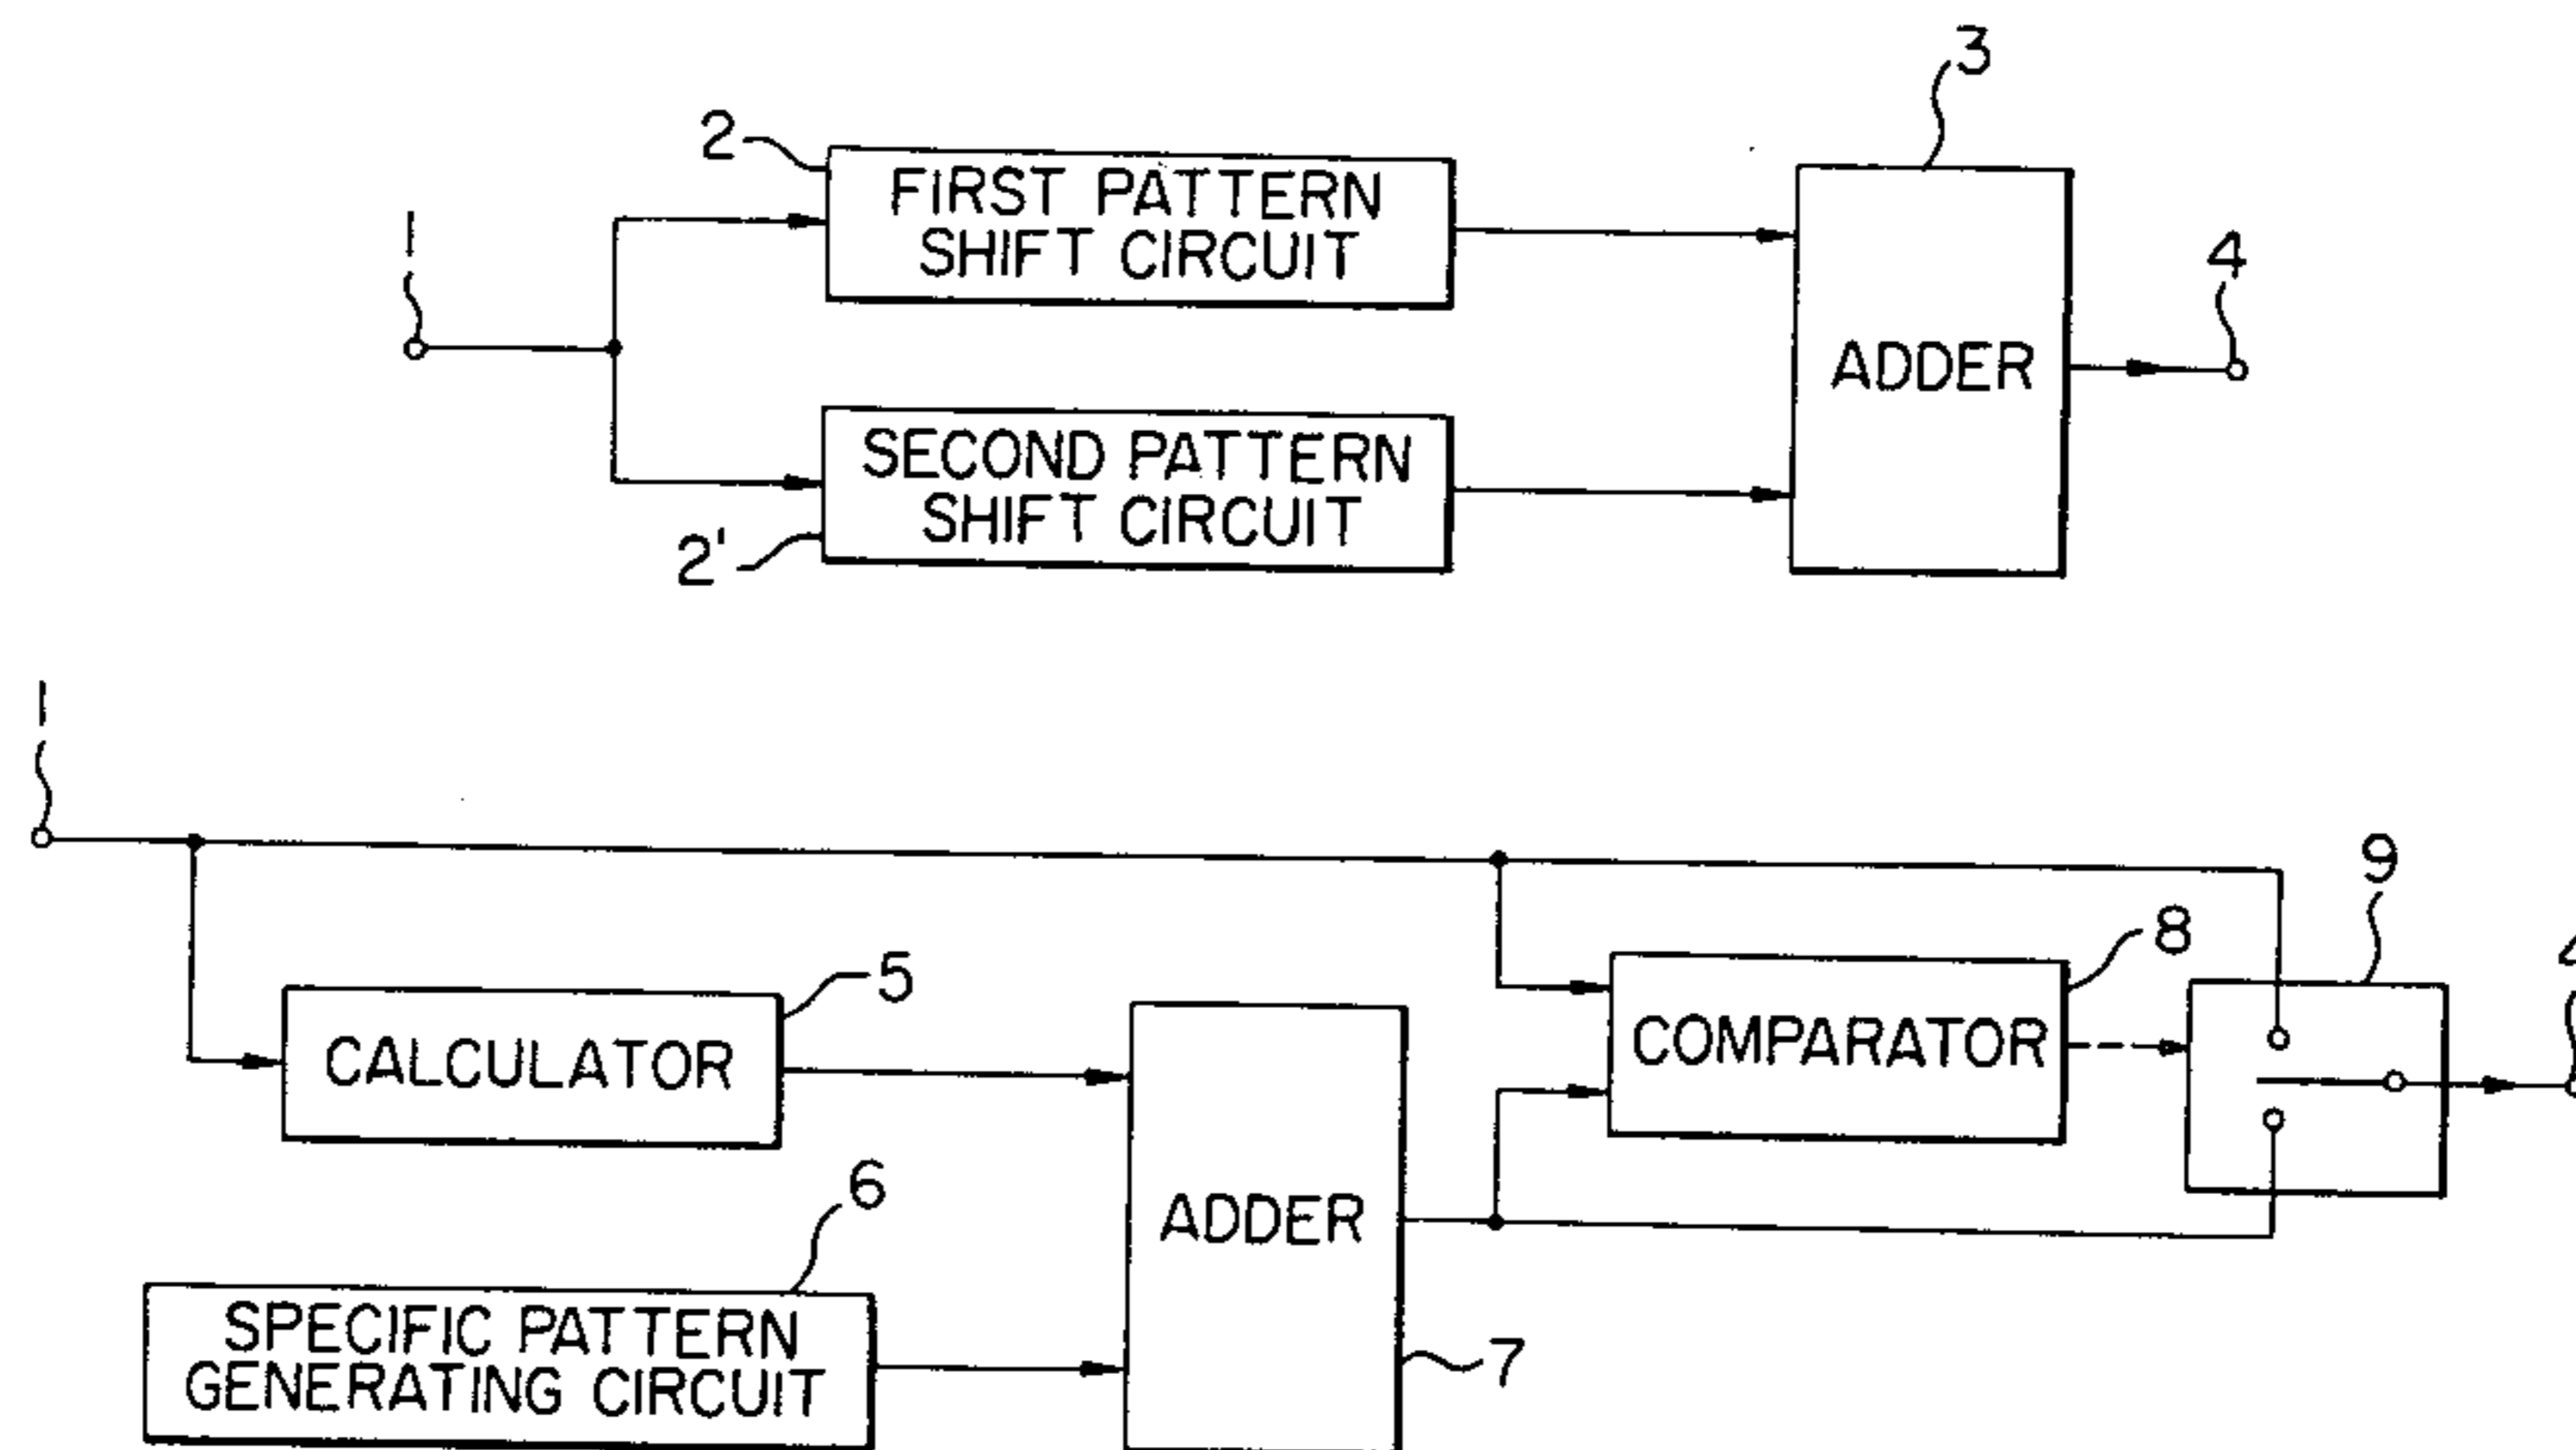 3
2
FIRST PATTERN
SHIFT CIRCUIT
1
4
ADDER
SECOND PATTERN
SHIFT CIRCUIT
2'
1
9
8
5
COMPARATOR
CALCULATOR
6
ADDER
SPECIFIC PATTERN
GENERATING CIRCUIT
7